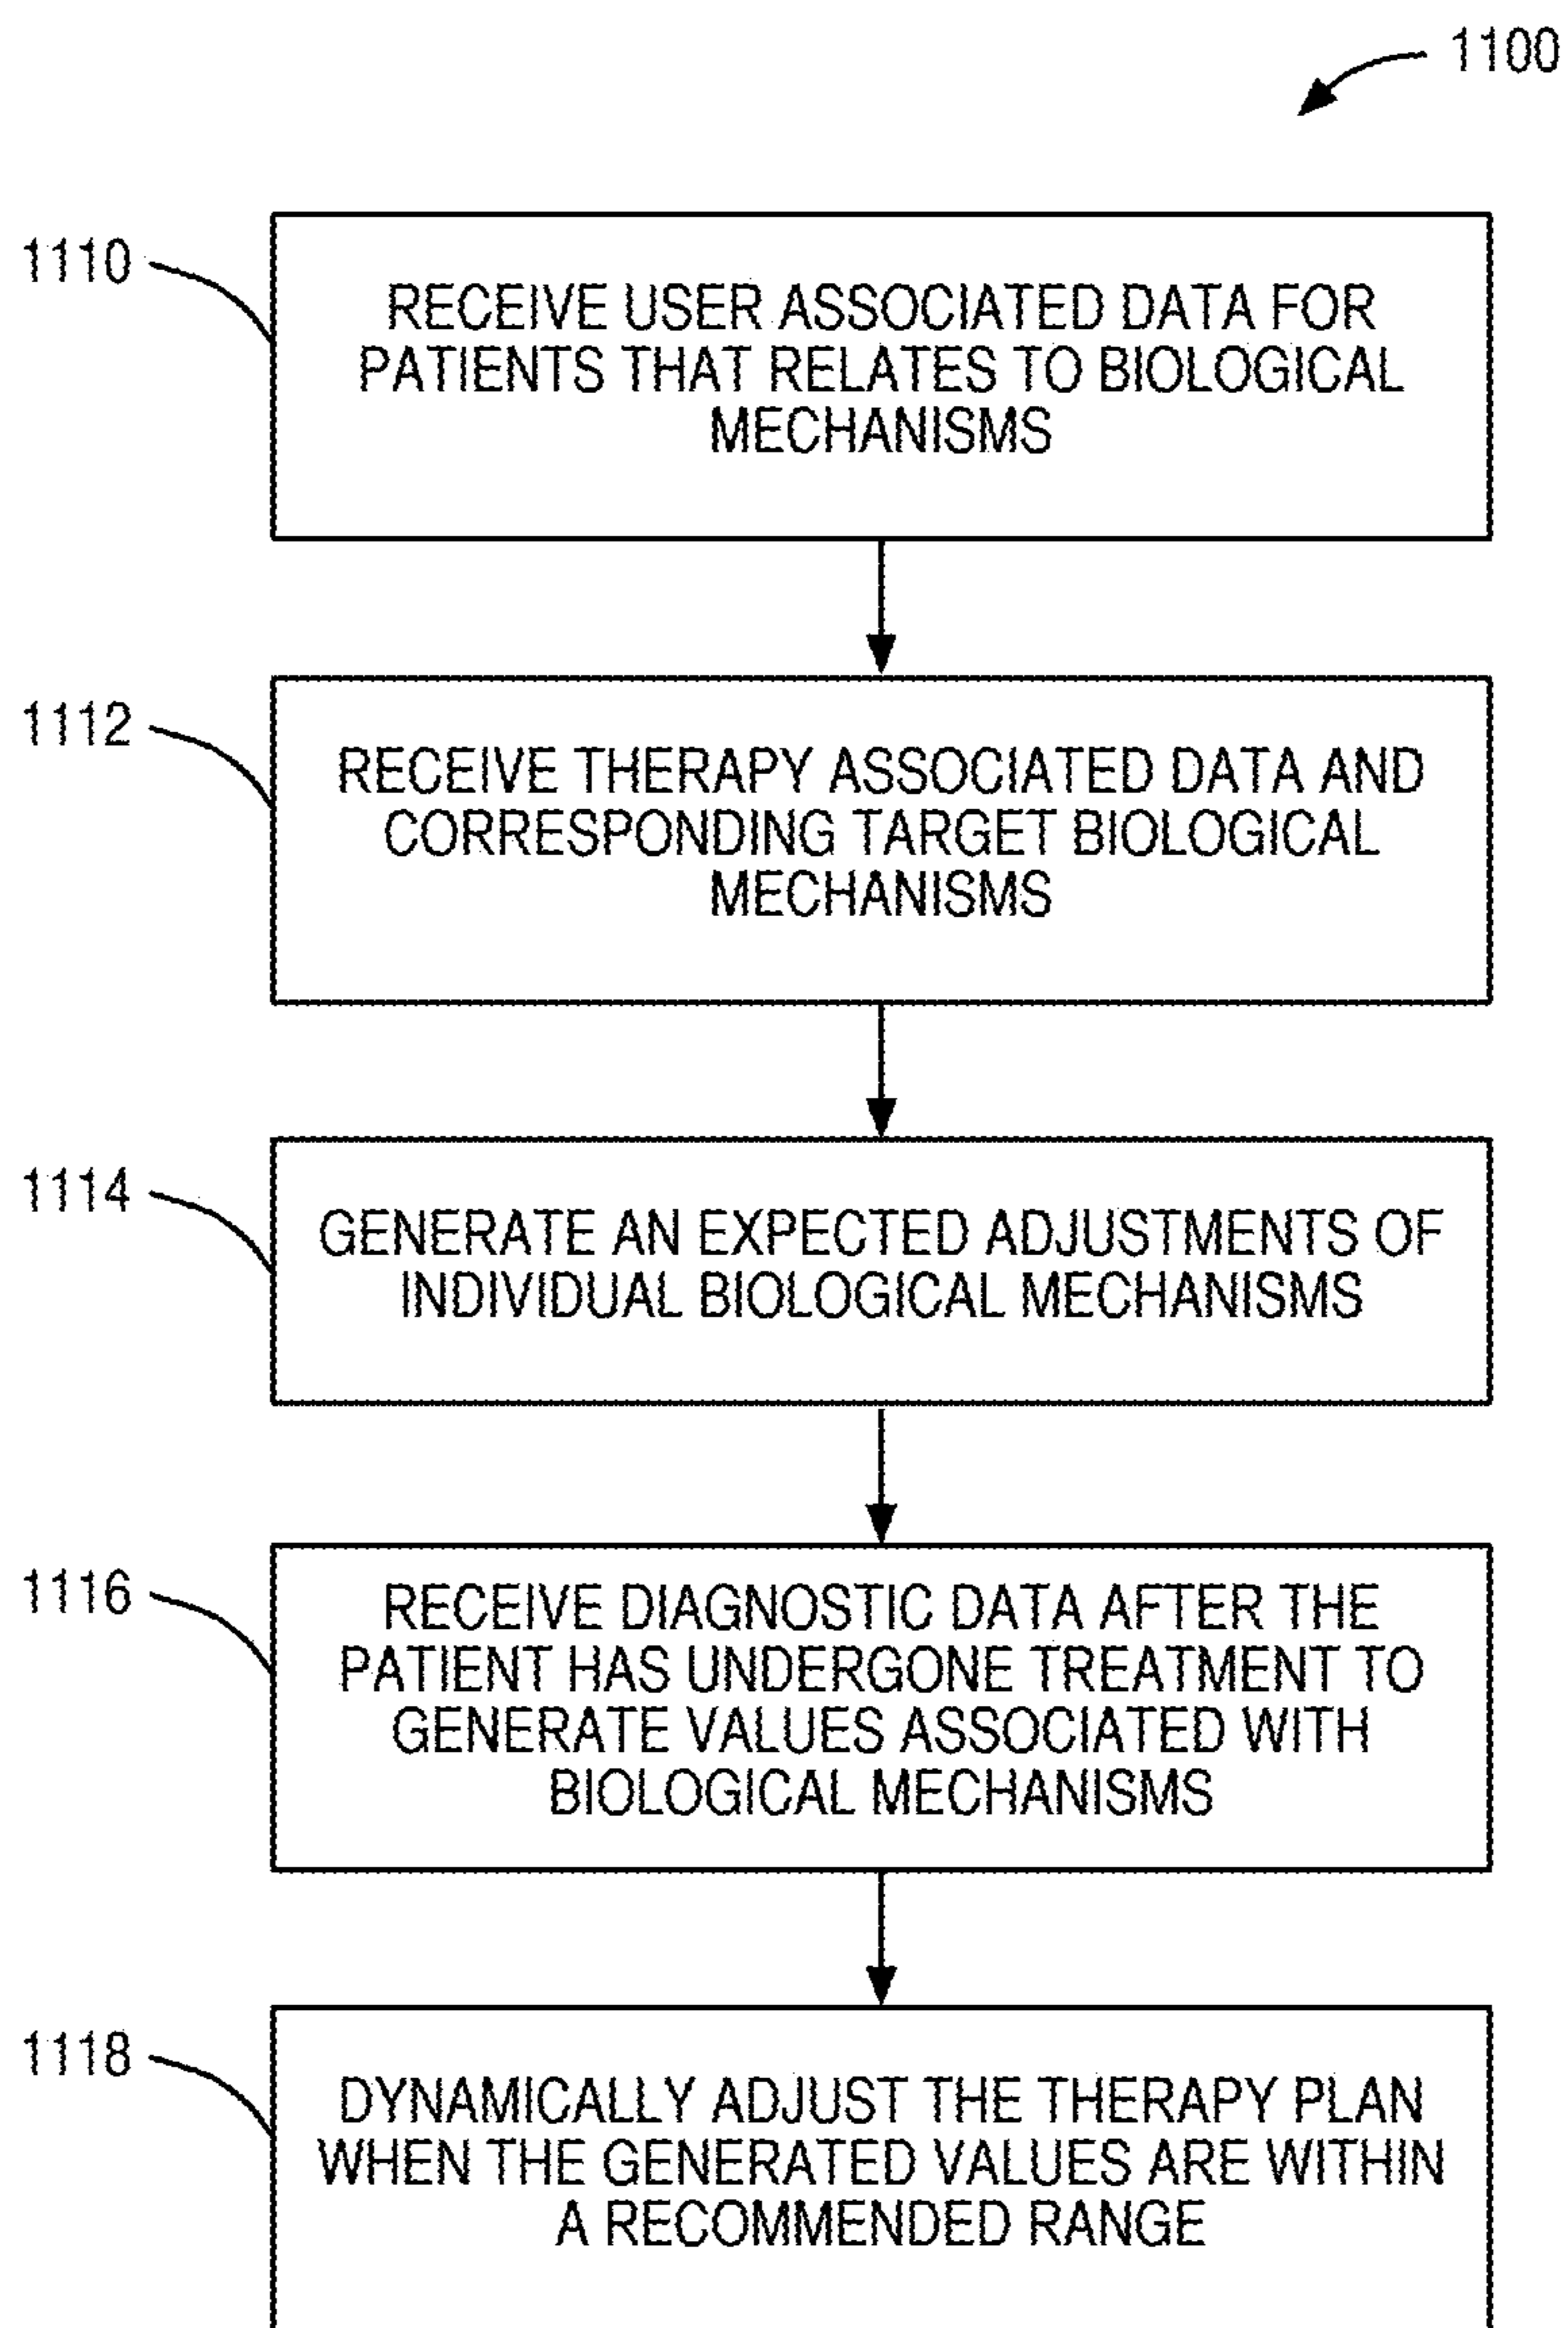 1100
1110
RECEIVE USER ASSOCIATED DATA FOR
PATIENTS THAT RELATES TO BIOLOGICAL
MECHANISMS
1112
RECEIVE THERAPY ASSOCIATED DATA AND
CORRESPONDING TARGET BIOLOGICAL
MECHANISMS
1114
GENERATE AN EXPECTED ADJUSTMENTS OF
INDIVIDUAL BIOLOGICAL MECHANISMS
1116
RECEIVE DIAGNOSTIC DATA AFTER THE
PATIENT HAS UNDERGONE TREATMENT TO
GENERATE VALUES ASSOCIATED WITH
BIOLOGICAL MECHANISMS
1118
DYNAMICALLY ADJUST THE THERAPY PLAN
WHEN THE GENERATED VALUES ARE WITHIN
A RECOMMENDED RANGE